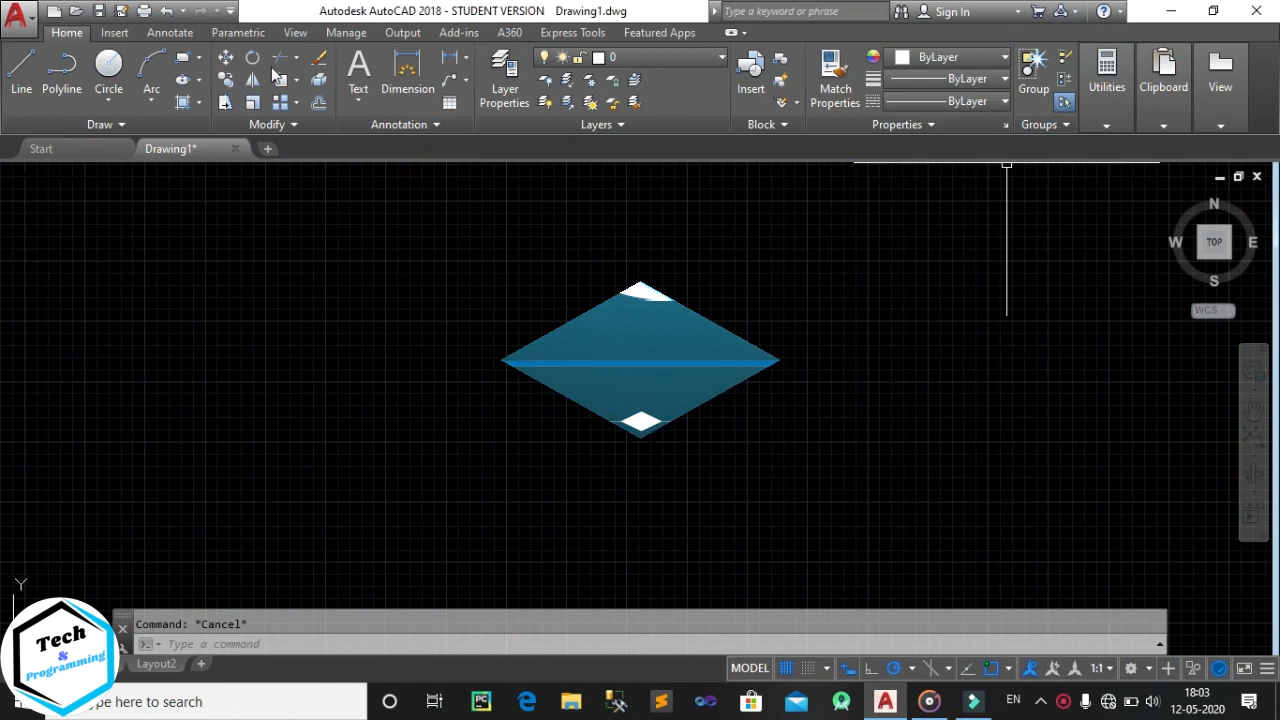 Autodesk AutoCAD 2018 - STUDENT VERSION Drawing1.dwg
Type a keyword or phrase
Sign In
Home Insert Annotate Parametric View Manage Output Add-ins A360 Express Tools Featured Apps
0
ByLayer
ByLayer
ByLayer
Line Polyline Circle Arc
Text Dimension
Layer Properties
Insert
Match Properties
Group Utilities Clipboard View
Draw Modify Annotation Layers Block Properties Groups
Start Drawing1*
N
W TOP E
S
WCS
Y
Command: *Cancel*
Type a command
Layout2
MODEL 1:1
Tech
&
Programming
here to search
EN
18:03
12-05-2020